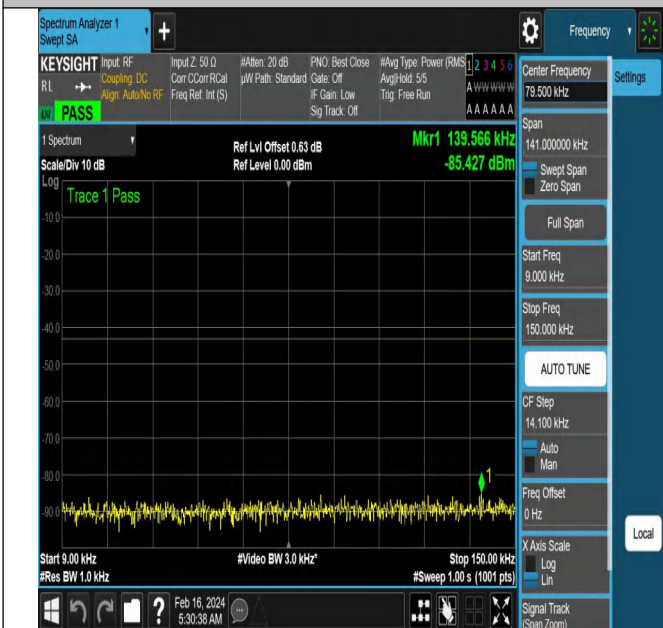 Spectrum Analyzer 1
Swept SA
+
Frequency
KEYSIGHT
RL
LXI
PASS
Input: RF
Coupling: DC
Align: Auto/No RF
Input Z: 50 Ω
Corr CCorr RCal
Freq Ref: Int (S)
#Atten: 20 dB
µW Path: Standard
PNO: Best Close
Gate: Off
IF Gain: Low
Sig Track: Off
#Avg Type: Power (RMS
Avg|Hold: 5/5
Trig: Free Run
1 2 3 4 5 6
A WW WW W
A A A A A A
1 Spectrum
Scale/Div 10 dB
Ref Lvl Offset 0.63 dB
Ref Level 0.00 dBm
Mkr1 139.566 kHz
-85.427 dBm
Log
Trace 1 Pass
-10.0
-20.0
-30.0
-40.0
-50.0
-60.0
-70.0
-80.0
-90.0
1
Start 9.00 kHz
#Res BW 1.0 kHz
#Video BW 3.0 kHz*
Stop 150.00 kHz
#Sweep 1.00 s (1001 pts)
?
Feb 16, 2024
5:30:38 AM
Center Frequency
79.500 kHz
Settings
Span
141.000000 kHz
Swept Span
Zero Span
Full Span
Start Freq
9.000 kHz
Stop Freq
150.000 kHz
AUTO TUNE
CF Step
14.100 kHz
Auto
Man
Freq Offset
0 Hz
Local
X Axis Scale
Log
Lin
Signal Track
(Span Zoom)